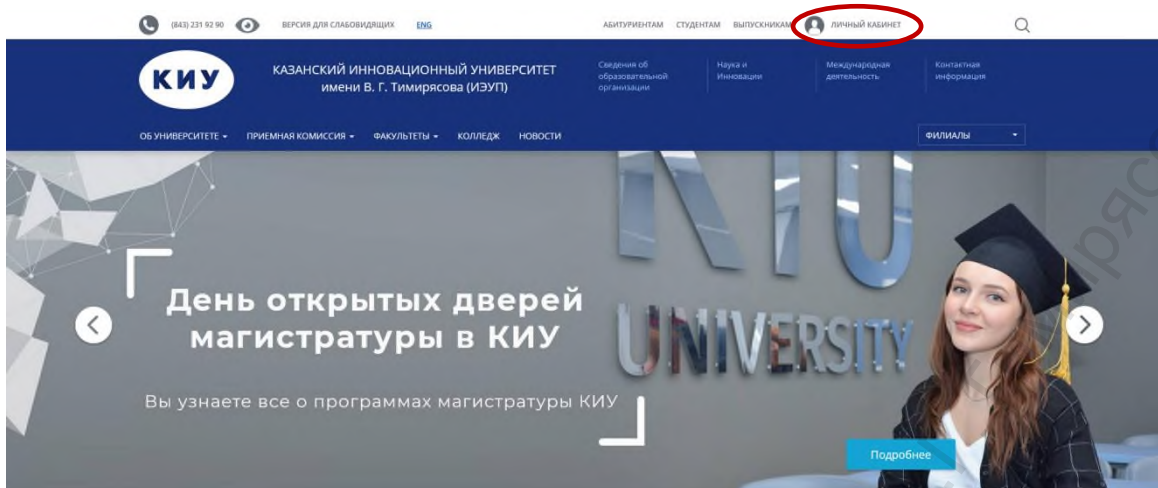 (843) 231 92 90 ВЕРСИЯ ДЛЯ СЛАБОВИДЯЩИХ ENG АБИТУРИЕНТАМ СТУДЕНТАМ ВЫПУСКНИКАМ ЛИЧНЫЙ КАБИНЕТ
КИУ
КАЗАНСКИЙ ИННОВАЦИОННЫЙ УНИВЕРСИТЕТ
имени В. Г. Тимирясова (ИЭУП)
Сведения об
образовательной
организации
Наука и
Инновации
Международная
деятельность
Контактная
информация
ОБ УНИВЕРСИТЕТЕ ПРИЕМНАЯ КОМИССИЯ ФАКУЛЬТЕТЫ КОЛЛЕДЖ НОВОСТИ ФИЛИАЛЫ
KIU
UNIVERSITY
День открытых дверей
магистратуры в КИУ
Вы узнаете все о программах магистратуры КИУ
Подробнее